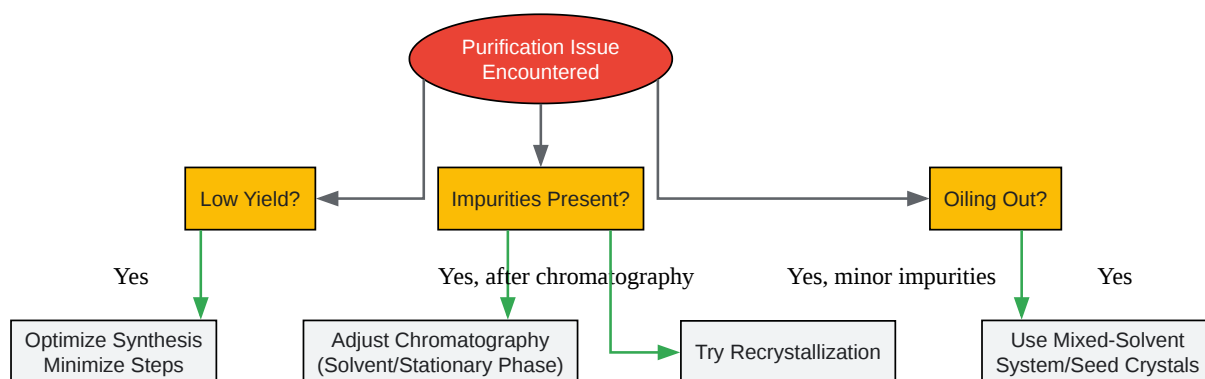 Purification Issue
Encountered
Low Yield?
Impurities Present?
Oiling Out?
Yes
Yes, after chromatography
Yes, minor impurities
Yes
Optimize Synthesis
Minimize Steps
Adjust Chromatography
(Solvent/Stationary Phase)
Try Recrystallization
Use Mixed-Solvent
System/Seed Crystals